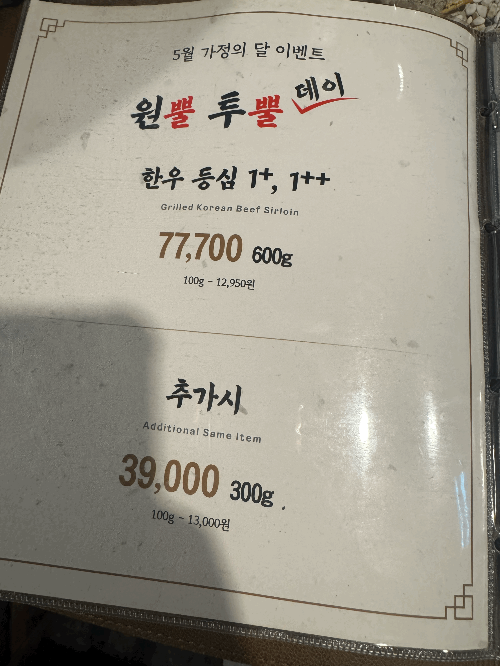 5월 가정의 달 이벤트
원뿔 투뿔 데이
한우 등심 1+, 1++
Grilled Korean Beef Sirloin
77,700 600g
100g - 12,950원
추가시
Additional Same Item
39,000 300g
100g - 13,000원